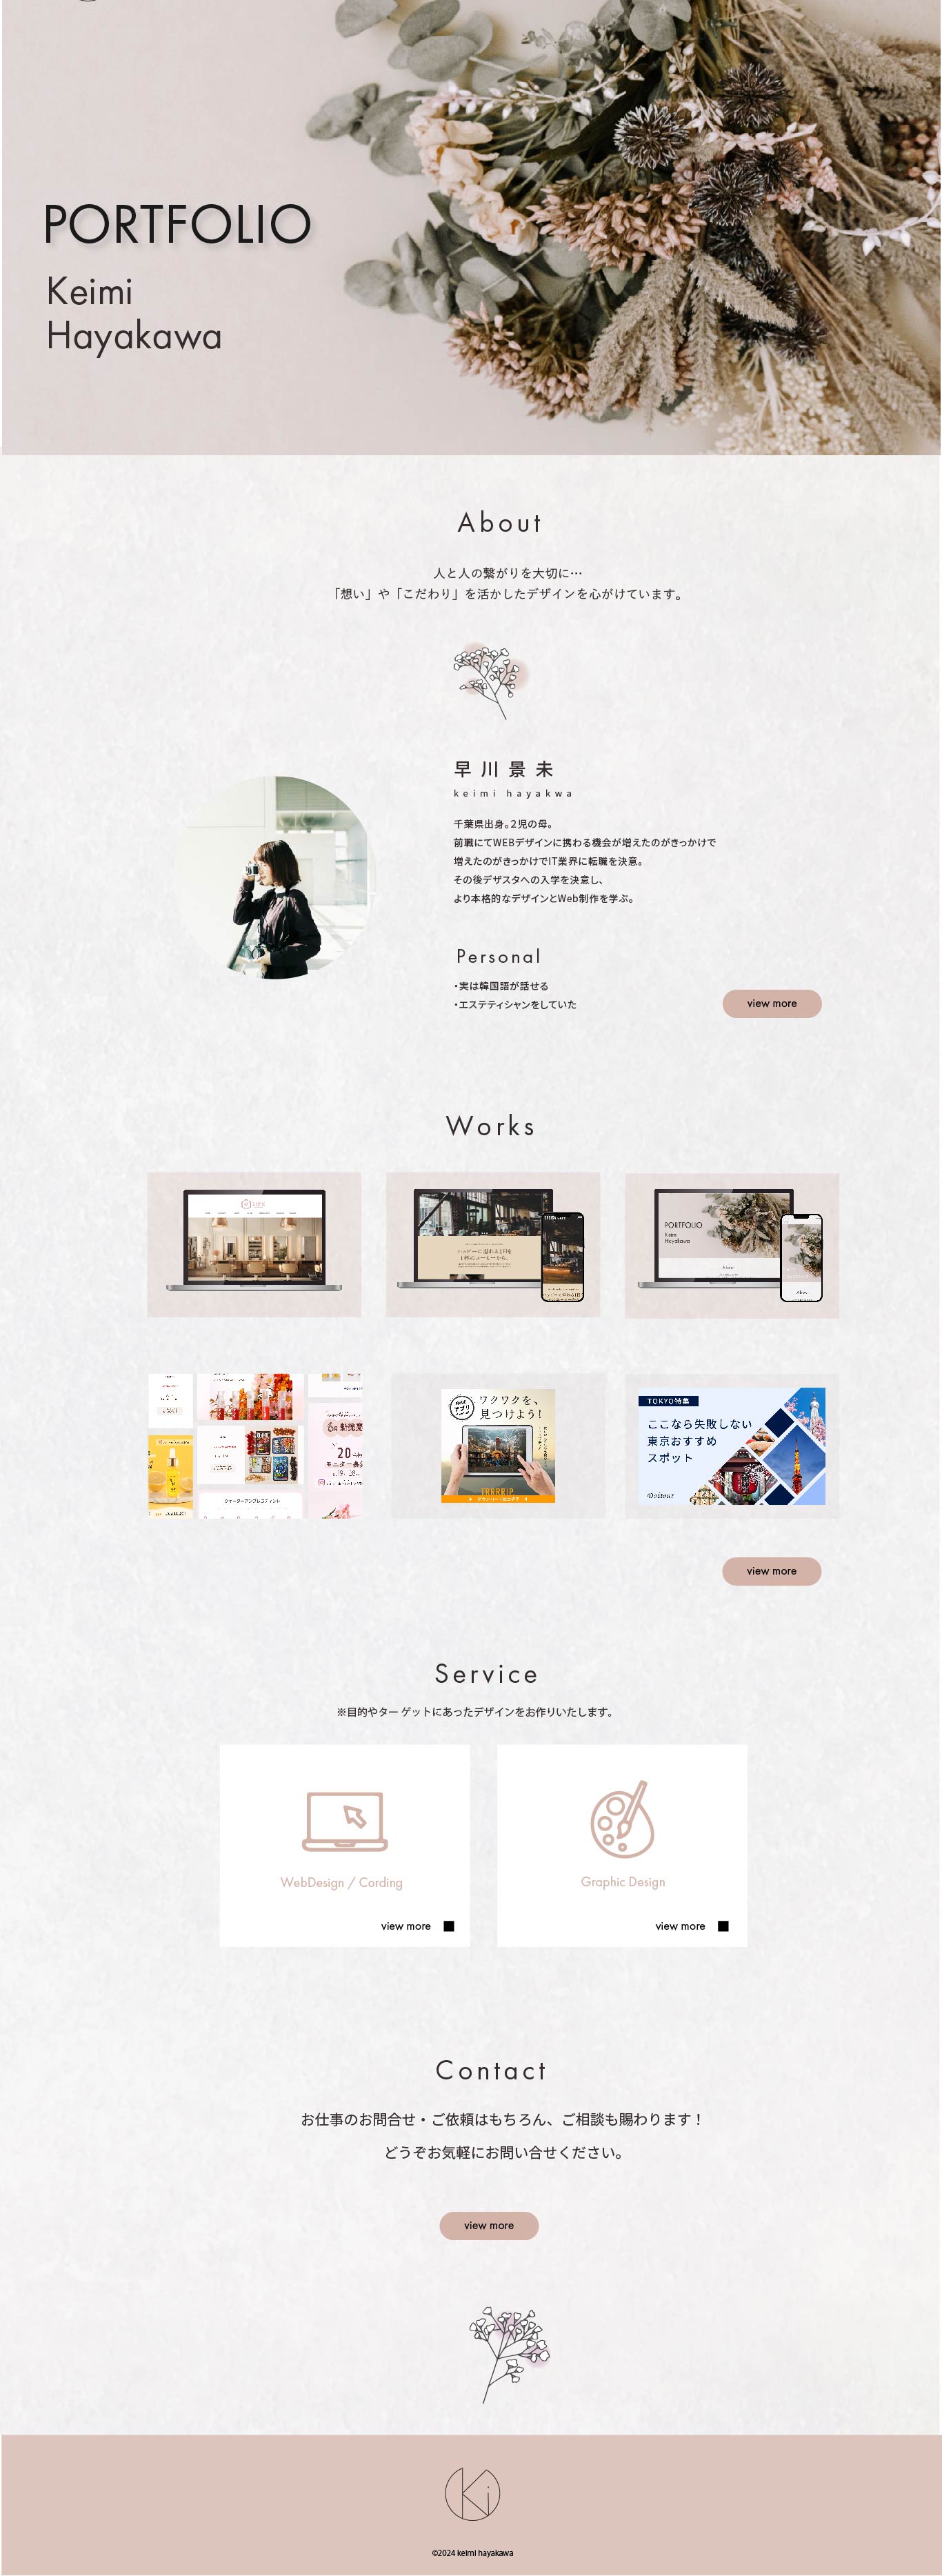 PORTFOLIO
Keimi
Hayakawa
About
人と人の繋がりを大切に…
「想い」や「こだわり」を活かしたデザインを心がけています。
早川景未
keimi hayakwa
千葉県出身。２児の母。
前職にてWEBデザインに携わる機会が増えたのがきっかけで
増えたのがきっかけでIT業界に転職を決意。
その後デザスタへの入学を決意し、
より本格的なデザインとWeb制作を学ぶ。
Personal
・実は韓国語が話せる
・エステティシャンをしていた
view more
Works
PORTFOLIO
Keimi
Hayakawa
About
ワクワクを、
見つけよう！
TOKYO特集
ここなら失敗しない
東京おすすめ
スポット
view more
Service
※目的やターゲットにあったデザインをお作りいたします。
WebDesign / Cording
view more
Graphic Design
view more
Contact
お仕事のお問合せ・ご依頼はもちろん、ご相談も賜わります！
どうぞお気軽にお問い合せください。
view more
Ki
©2024 keimi hayakawa